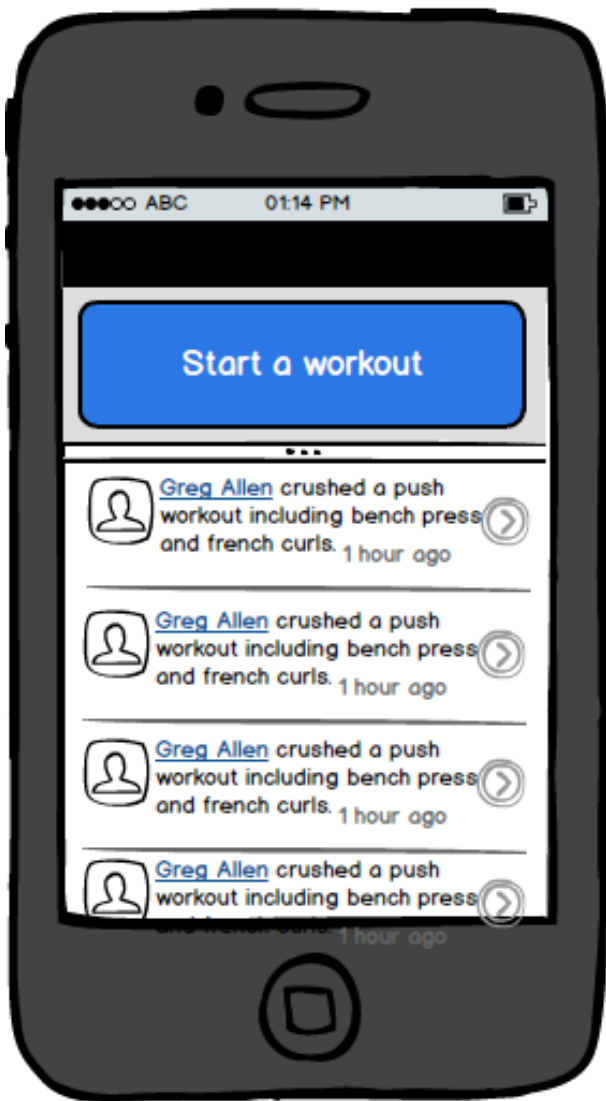 ABC 01:14 PM
Start a workout
Greg Allen crushed a push
workout including bench press
and french curls. 1 hour ago
Greg Allen crushed a push
workout including bench press
and french curls. 1 hour ago
Greg Allen crushed a push
workout including bench press
and french curls. 1 hour ago
Greg Allen crushed a push
workout including bench press
and french curls. 1 hour ago